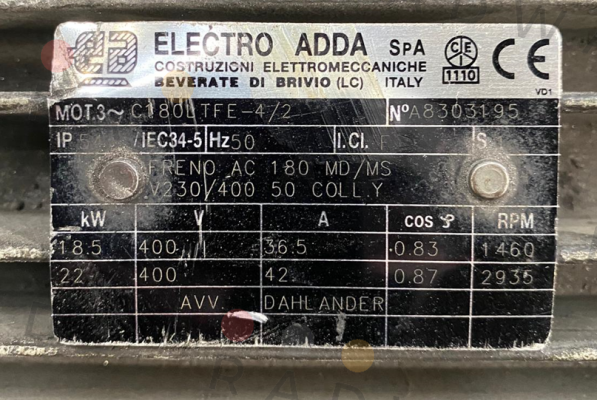 ea ELECTRO ADDA SpA
COSTRUZIONI ELETTROMECCANICHE
BEVERATE DI BRIVIO (LC) ITALY
CEI 1110 CE
VD1
MOT.3~ C180LTFE-4/2 N°A8303195
IP /IEC34-5 Hz50 I.Cl. F S
FRENO AC 180 MD/MS
V230/400 50 COLL Y
kW V A cos φ RPM
18.5 400 36.5 0.83 1460
22 400 42 0.87 2935
AVV. DAHLANDER